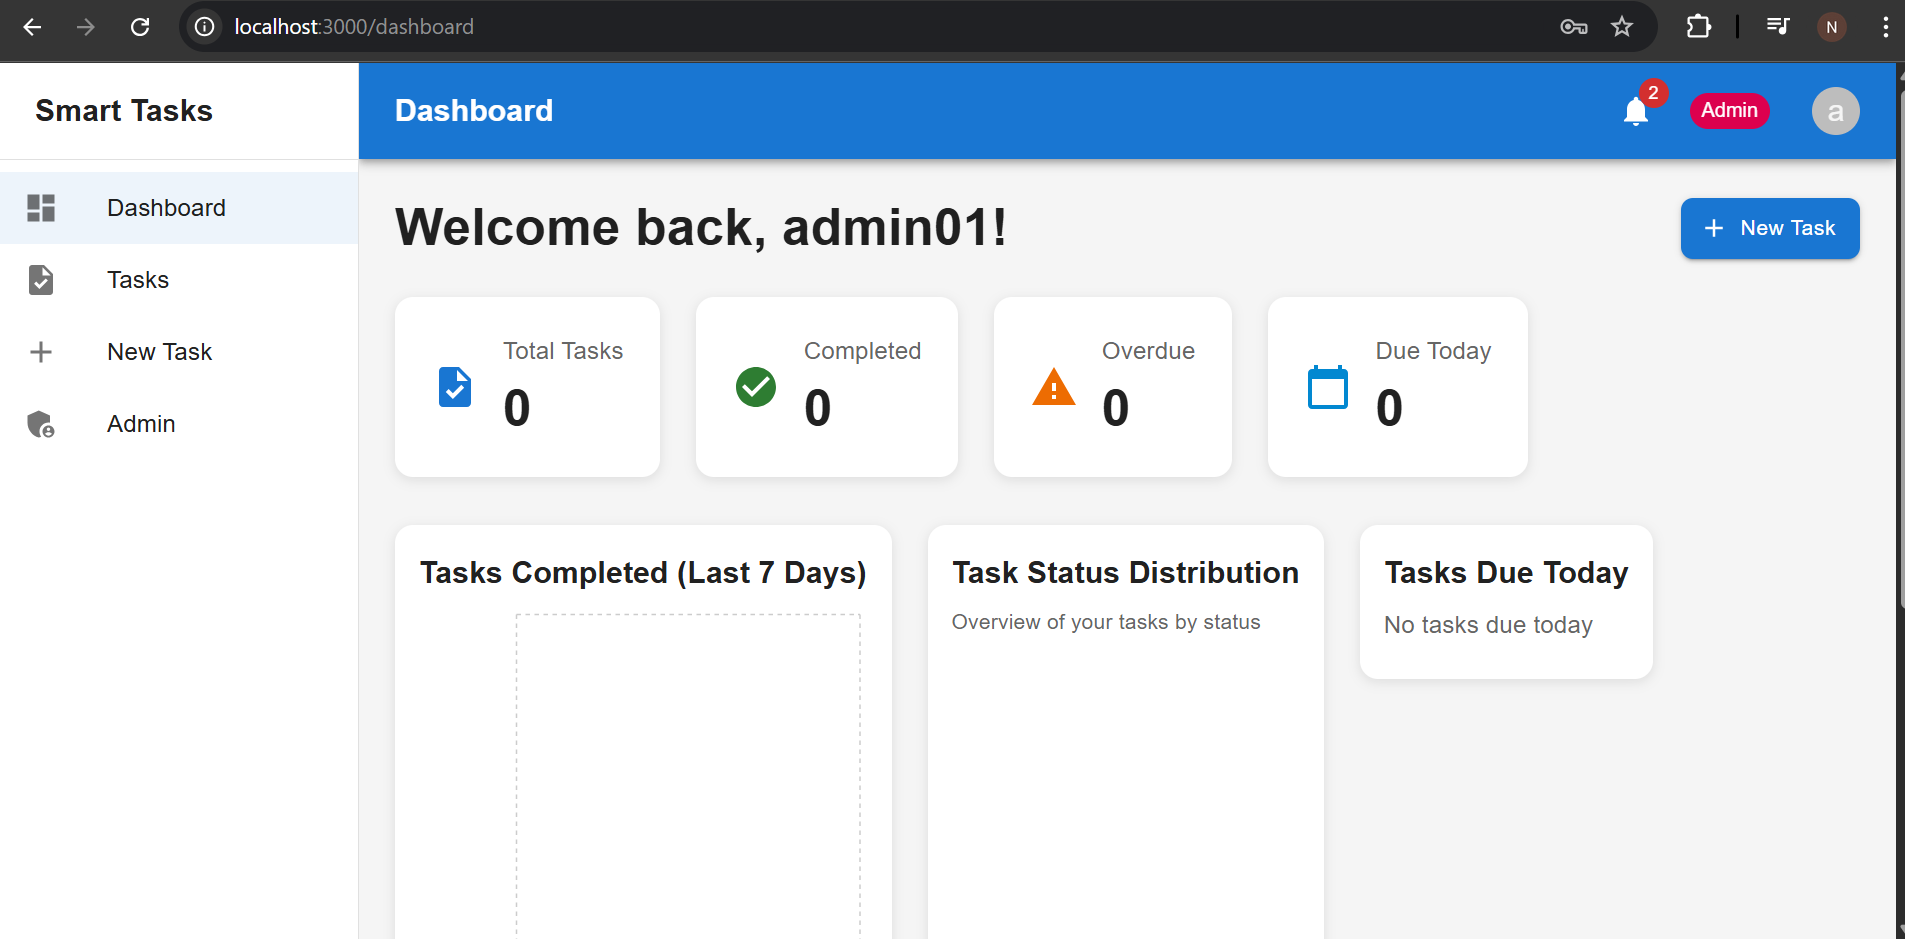 localhost:3000/dashboard
N
Smart Tasks
Dashboard
2
Admin
a
Dashboard
Tasks
New Task
Admin
Welcome back, admin01!
New Task
Total Tasks
0
Completed
0
Overdue
0
Due Today
0
Tasks Completed (Last 7 Days)
Task Status Distribution
Overview of your tasks by status
Tasks Due Today
No tasks due today